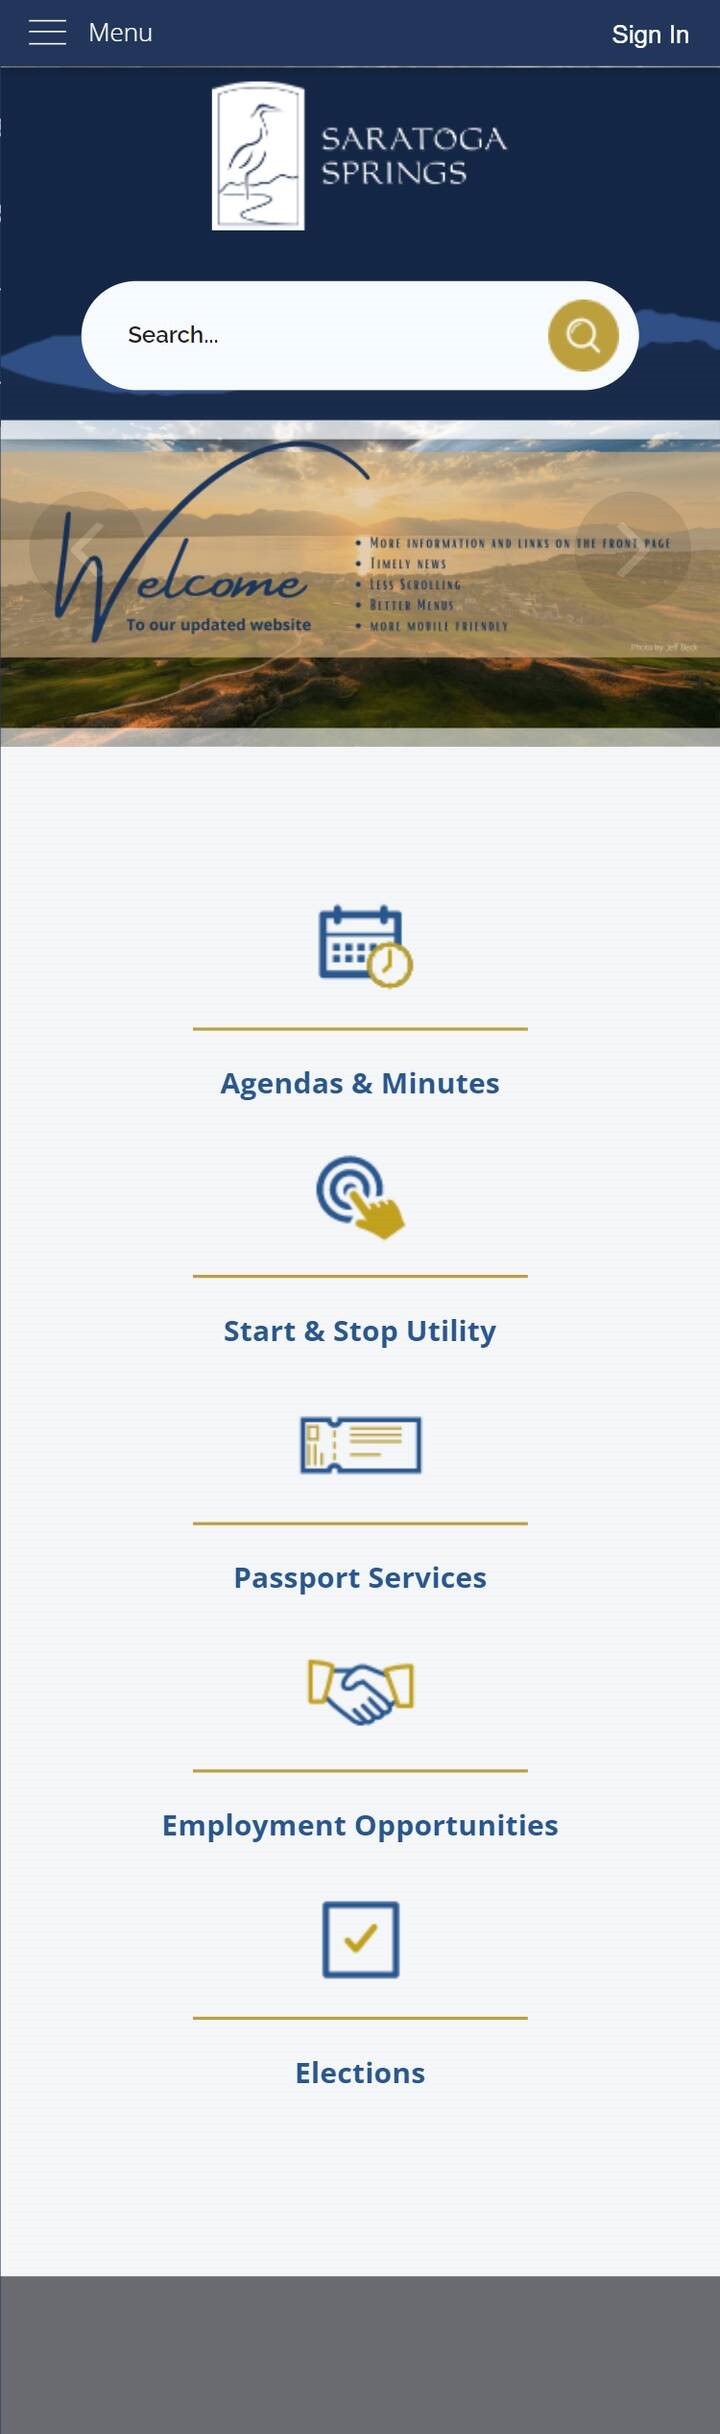 Menu
Sign In
SARATOGA
SPRINGS
Search...
Welcome
To our updated website
• MORE INFORMATION AND LINKS ON THE FRONT PAGE
• TIMELY NEWS
• LESS SCROLLING
• BETTER MENUS
• MORE MOBILE FRIENDLY
Photo by Jeff Beck
Agendas & Minutes
Start & Stop Utility
Passport Services
Employment Opportunities
Elections